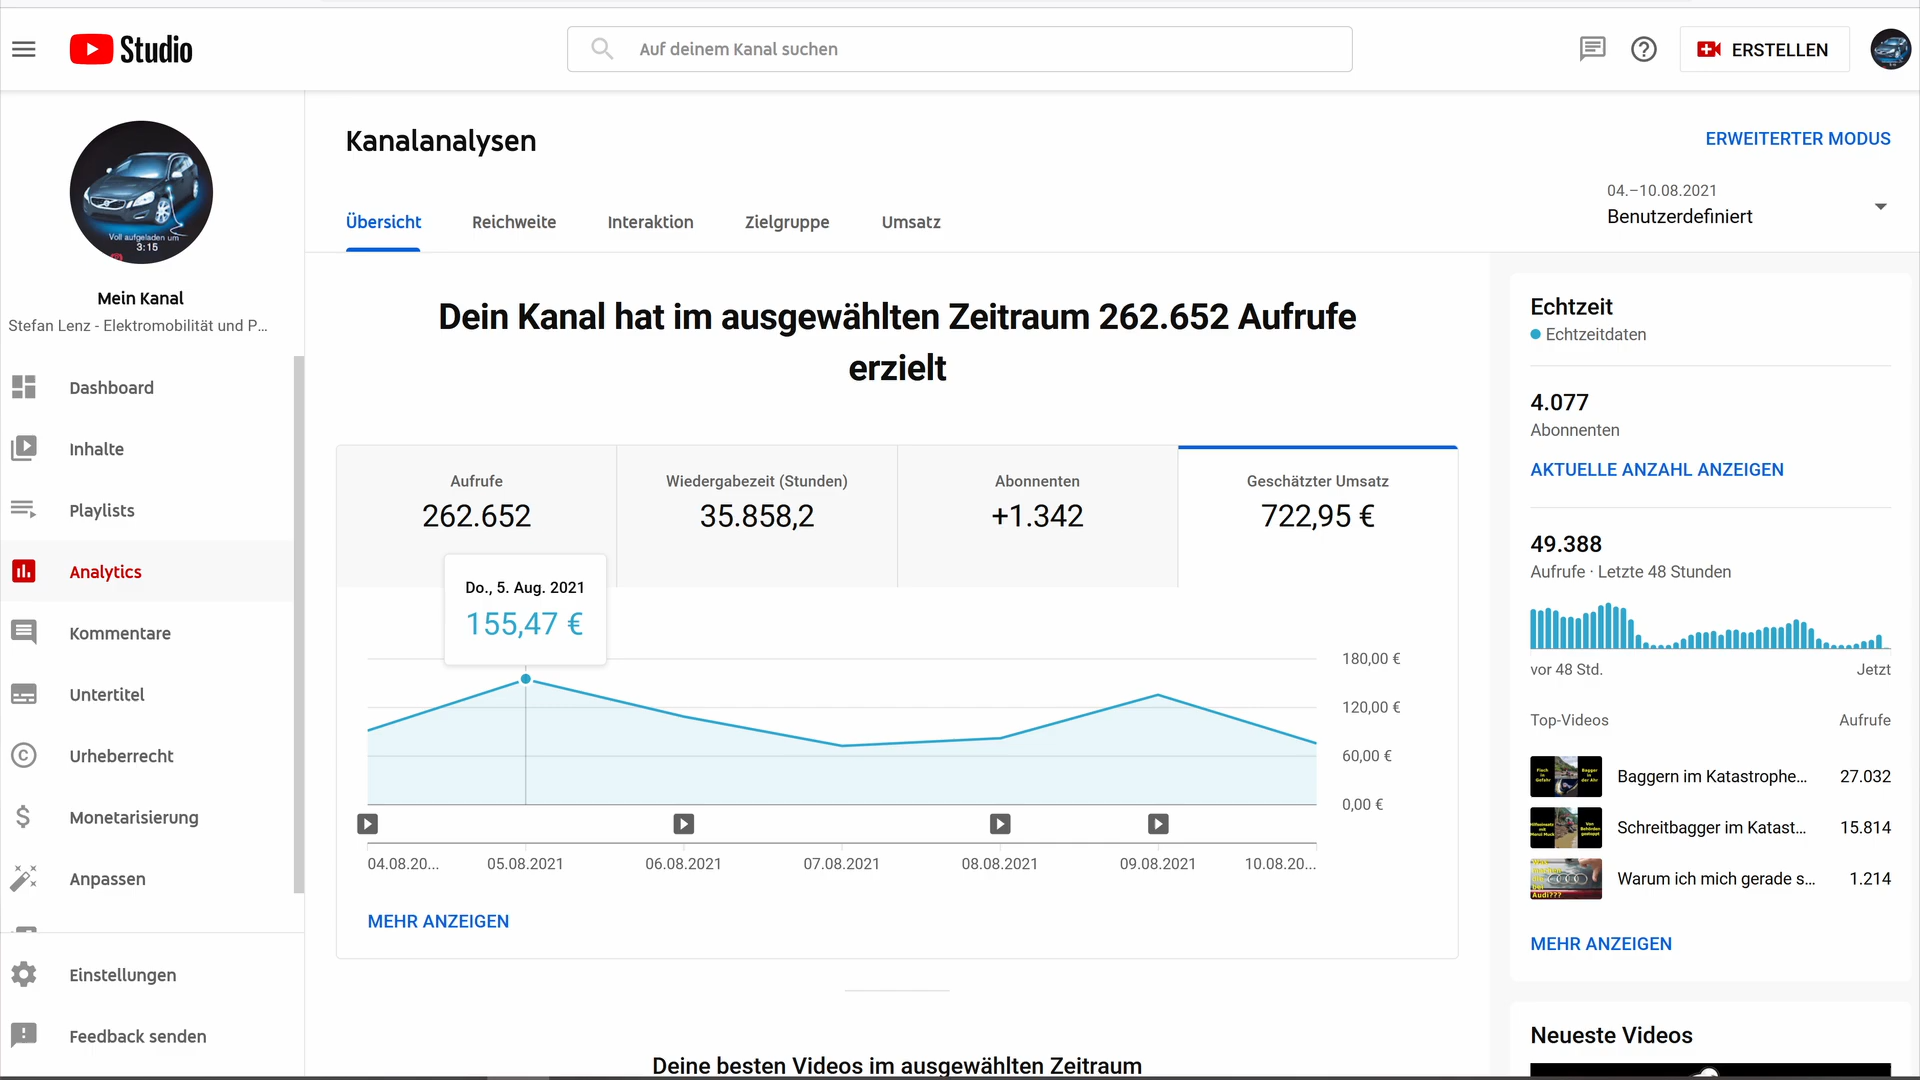 Studio
Auf deinem Kanal suchen
ERSTELLEN
Voll aufgeladen um
3:15
Mein Kanal
Stefan Lenz - Elektromobilität und P...
Dashboard
Inhalte
Playlists
Analytics
Kommentare
Untertitel
Urheberrecht
Monetarisierung
Anpassen
Einstellungen
Feedback senden
Kanalanalysen
ERWEITERTER MODUS
04.–10.08.2021
Benutzerdefiniert
Übersicht
Reichweite
Interaktion
Zielgruppe
Umsatz
Dein Kanal hat im ausgewählten Zeitraum 262.652 Aufrufe
erzielt
Aufrufe
262.652
Wiedergabezeit (Stunden)
35.858,2
Abonnenten
+1.342
Geschätzter Umsatz
722,95 €
Do., 5. Aug. 2021
155,47 €
180,00 €
120,00 €
60,00 €
0,00 €
04.08.20...
05.08.2021
06.08.2021
07.08.2021
08.08.2021
09.08.2021
10.08.20...
MEHR ANZEIGEN
Deine besten Videos im ausgewählten Zeitraum
Echtzeit
Echtzeitdaten
4.077
Abonnenten
AKTUELLE ANZAHL ANZEIGEN
49.388
Aufrufe · Letzte 48 Stunden
vor 48 Std.
Jetzt
Top-Videos
Aufrufe
Baggern im Katastrophe...
27.032
Schreitbagger im Katast...
15.814
Warum ich mich gerade s...
1.214
MEHR ANZEIGEN
Neueste Videos